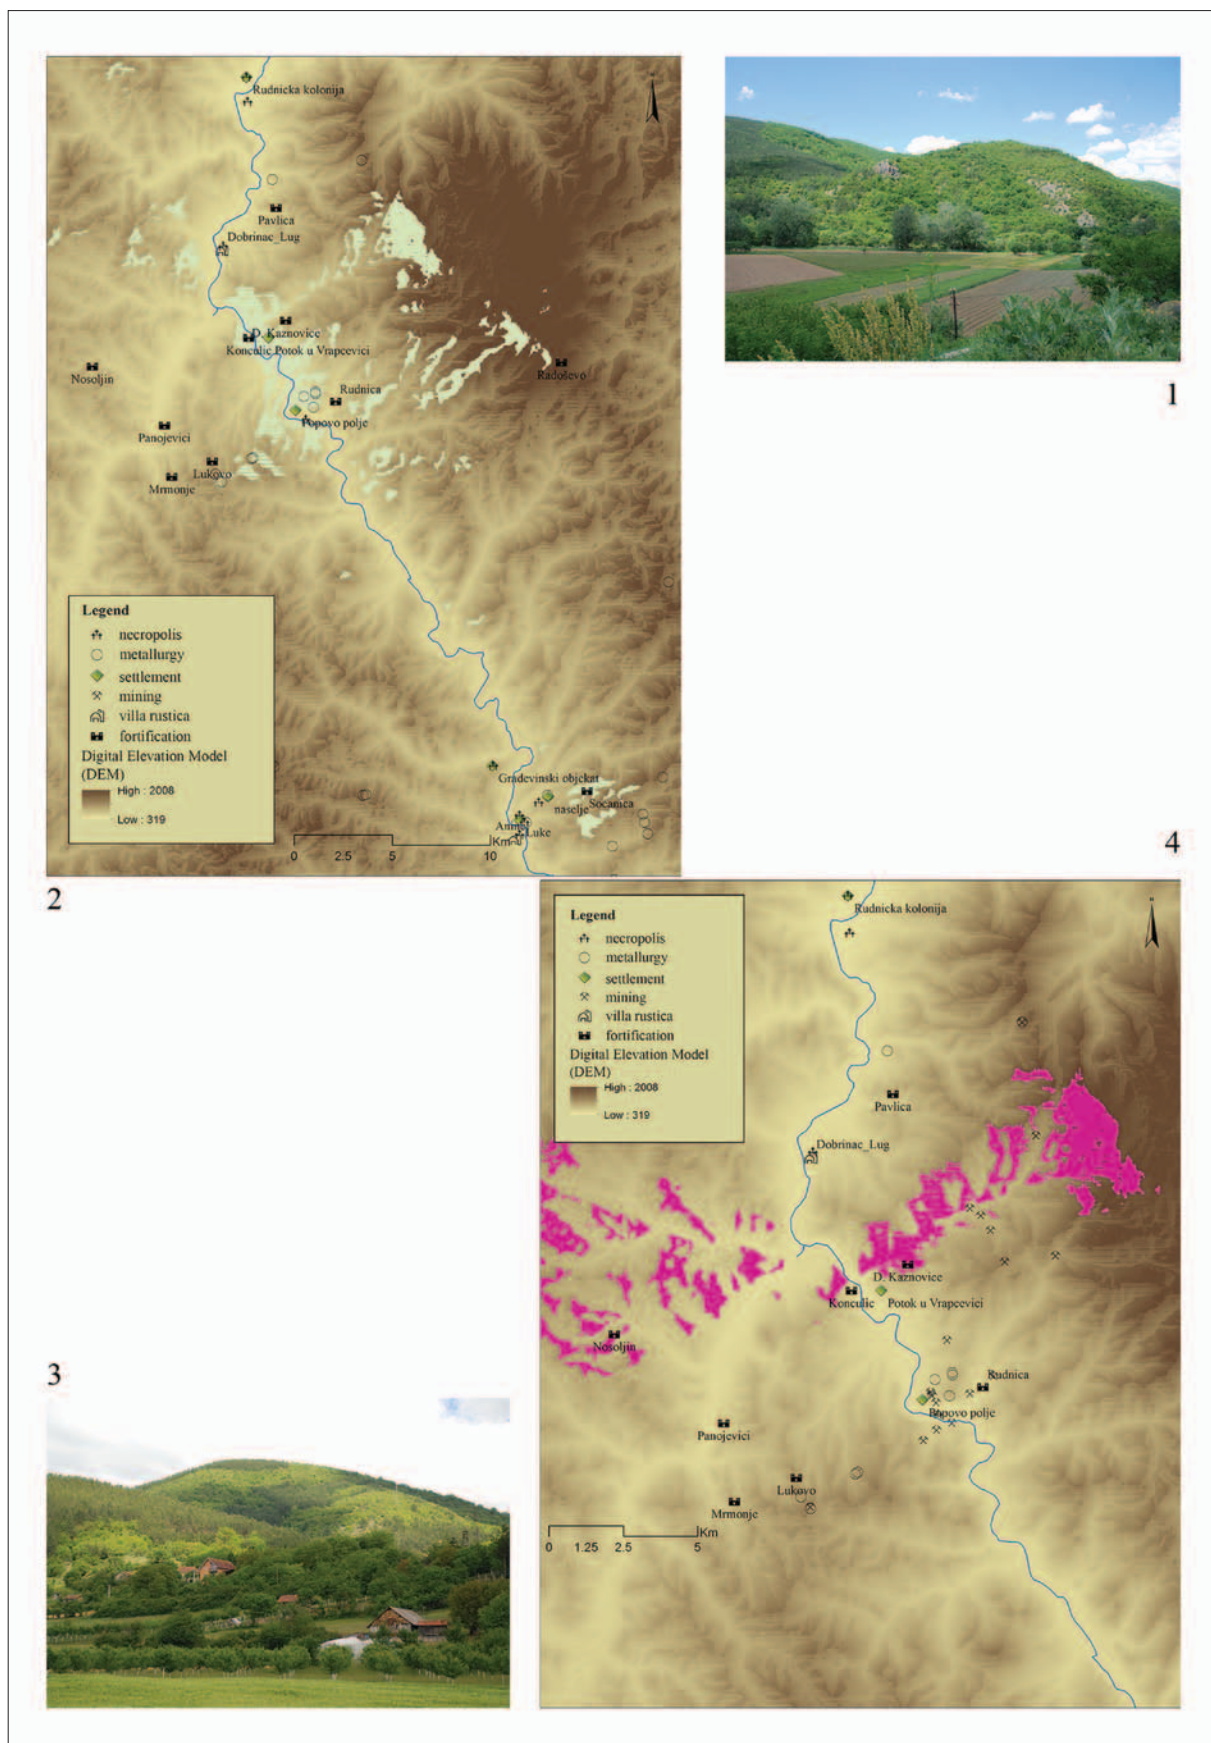 Rudnicka kolonija
Pavlica
Dobrinac_Lug
D. Kaznovice
Konculic Potok u Vrapcevici
Nosoljin
Radoševo
Rudnica
Popovo polje
Panojevici
Lukovo
Mrmonje
Legend
necropolis
metallurgy
settlement
mining
villa rustica
fortification
Digital Elevation Model
(DEM)
High : 2008
Low : 319
Gradevinski objekat
naselje
Socanica
Luke
Km
0 2.5 5 10
2
1
4
Legend
necropolis
metallurgy
settlement
mining
villa rustica
fortification
Digital Elevation Model
(DEM)
High : 2008
Low : 319
Rudnicka kolonija
Pavlica
Dobrinac_Lug
D. Kaznovice
Konculic Potok u Vrapcevici
Nosoljin
Rudnica
Popovo polje
Panojevici
Lukovo
Mrmonje
Km
0 1.25 2.5 5
3